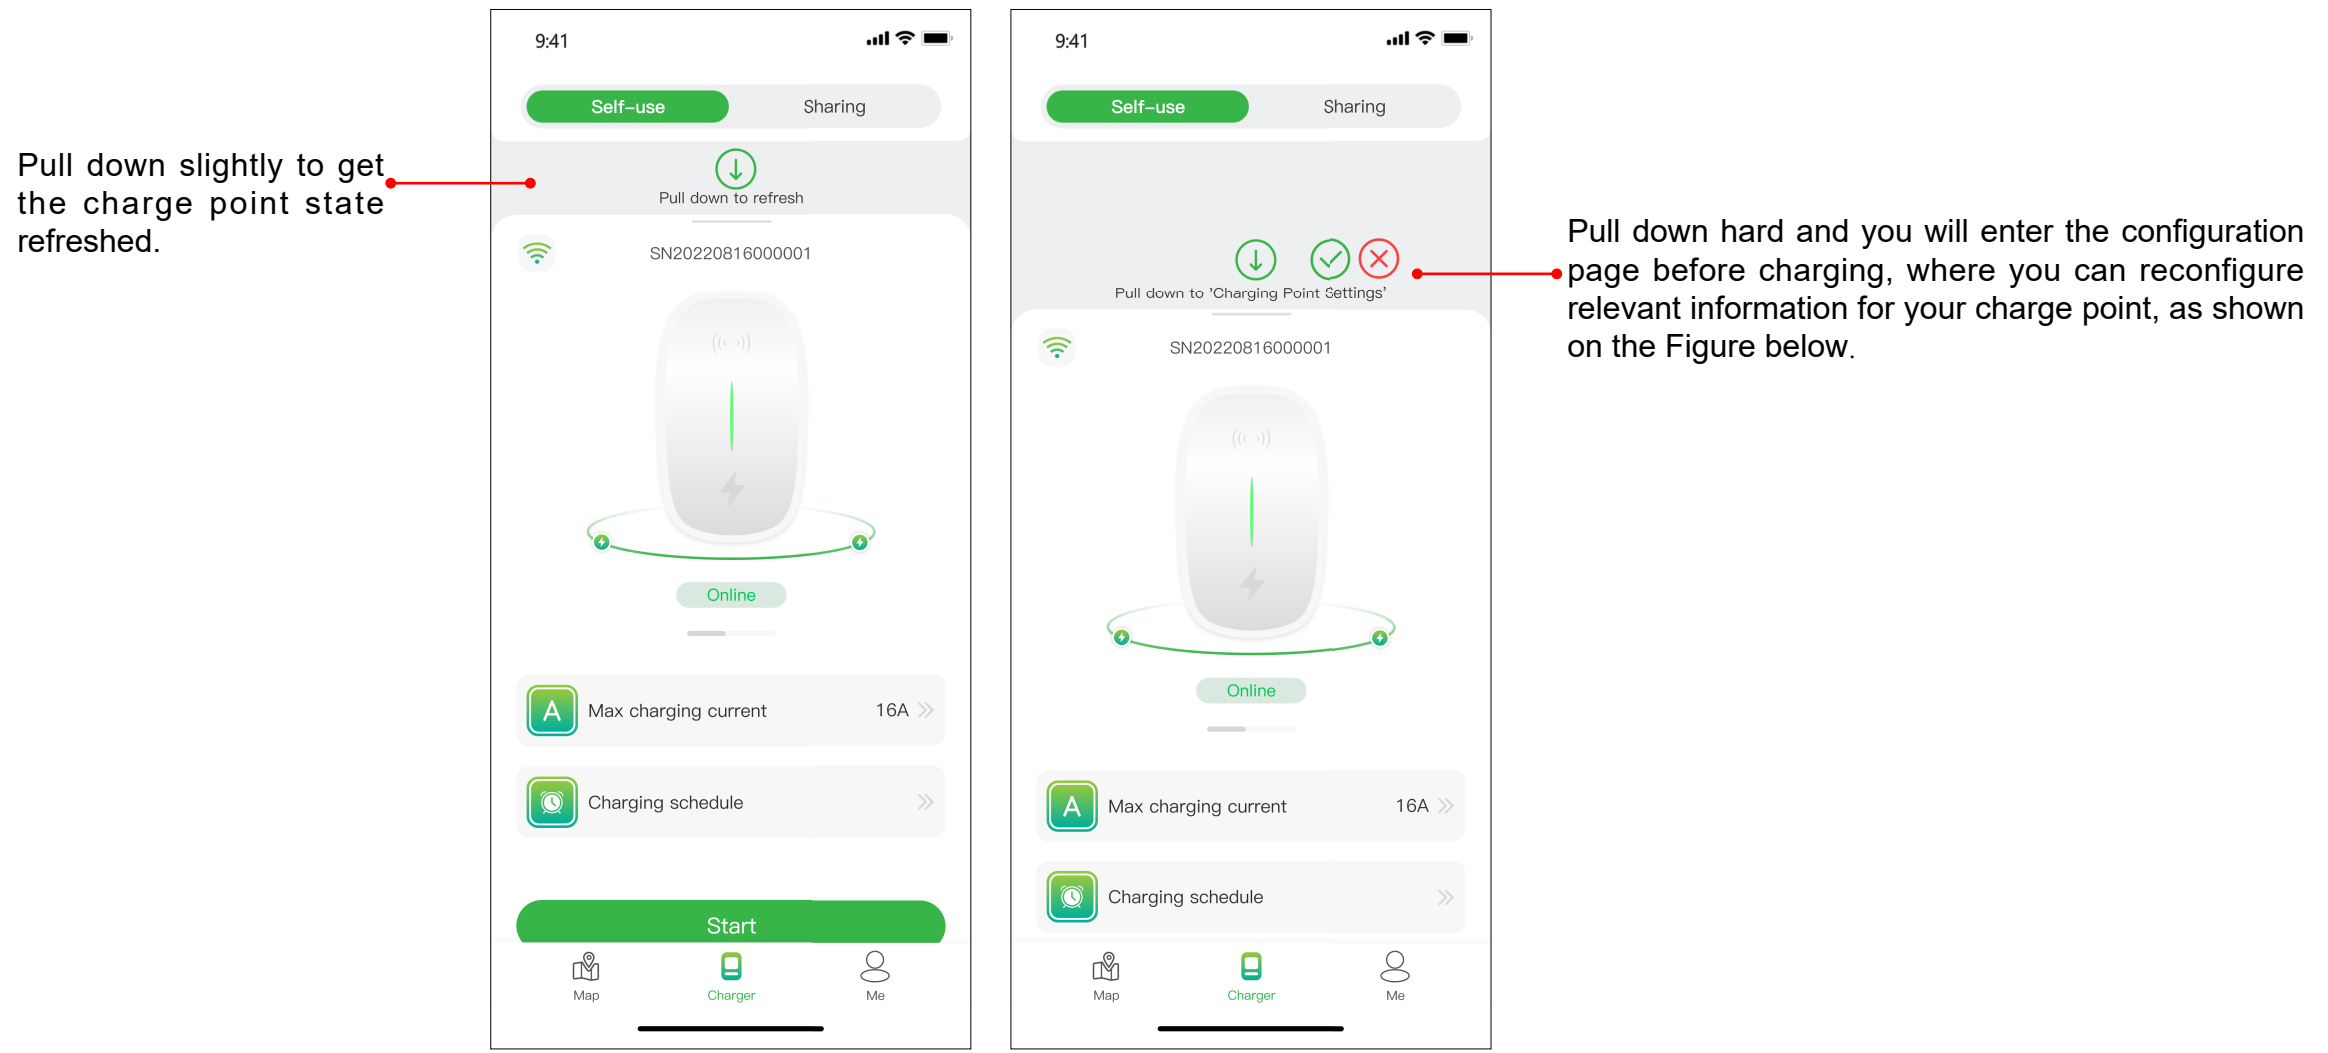 Pull down slightly to get
the charge point state
refreshed.
9:41
Self-use Sharing
Pull down to refresh
SN20220816000001
Online
A Max charging current 16A
Charging schedule
Start
Map Charger Me
9:41
Self-use Sharing
Pull down to 'Charging Point Settings'
SN20220816000001
Online
A Max charging current 16A
Charging schedule
Map Charger Me
Pull down hard and you will enter the configuration
page before charging, where you can reconfigure
relevant information for your charge point, as shown
on the Figure below.